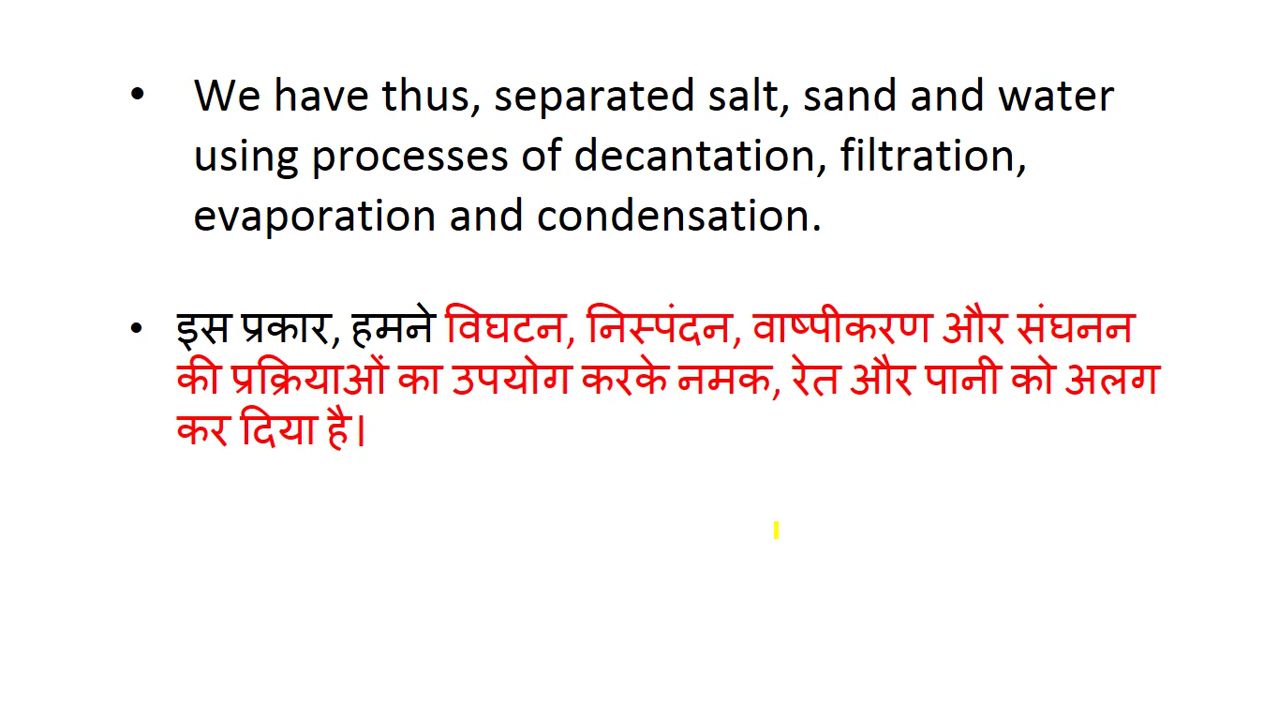 • We have thus, separated salt, sand and water
using processes of decantation, filtration,
evaporation and condensation.
• इस प्रकार, हमने विघटन, निस्पंदन, वाष्पीकरण और संघनन
की प्रक्रियाओं का उपयोग करके नमक, रेत और पानी को अलग
कर दिया है।